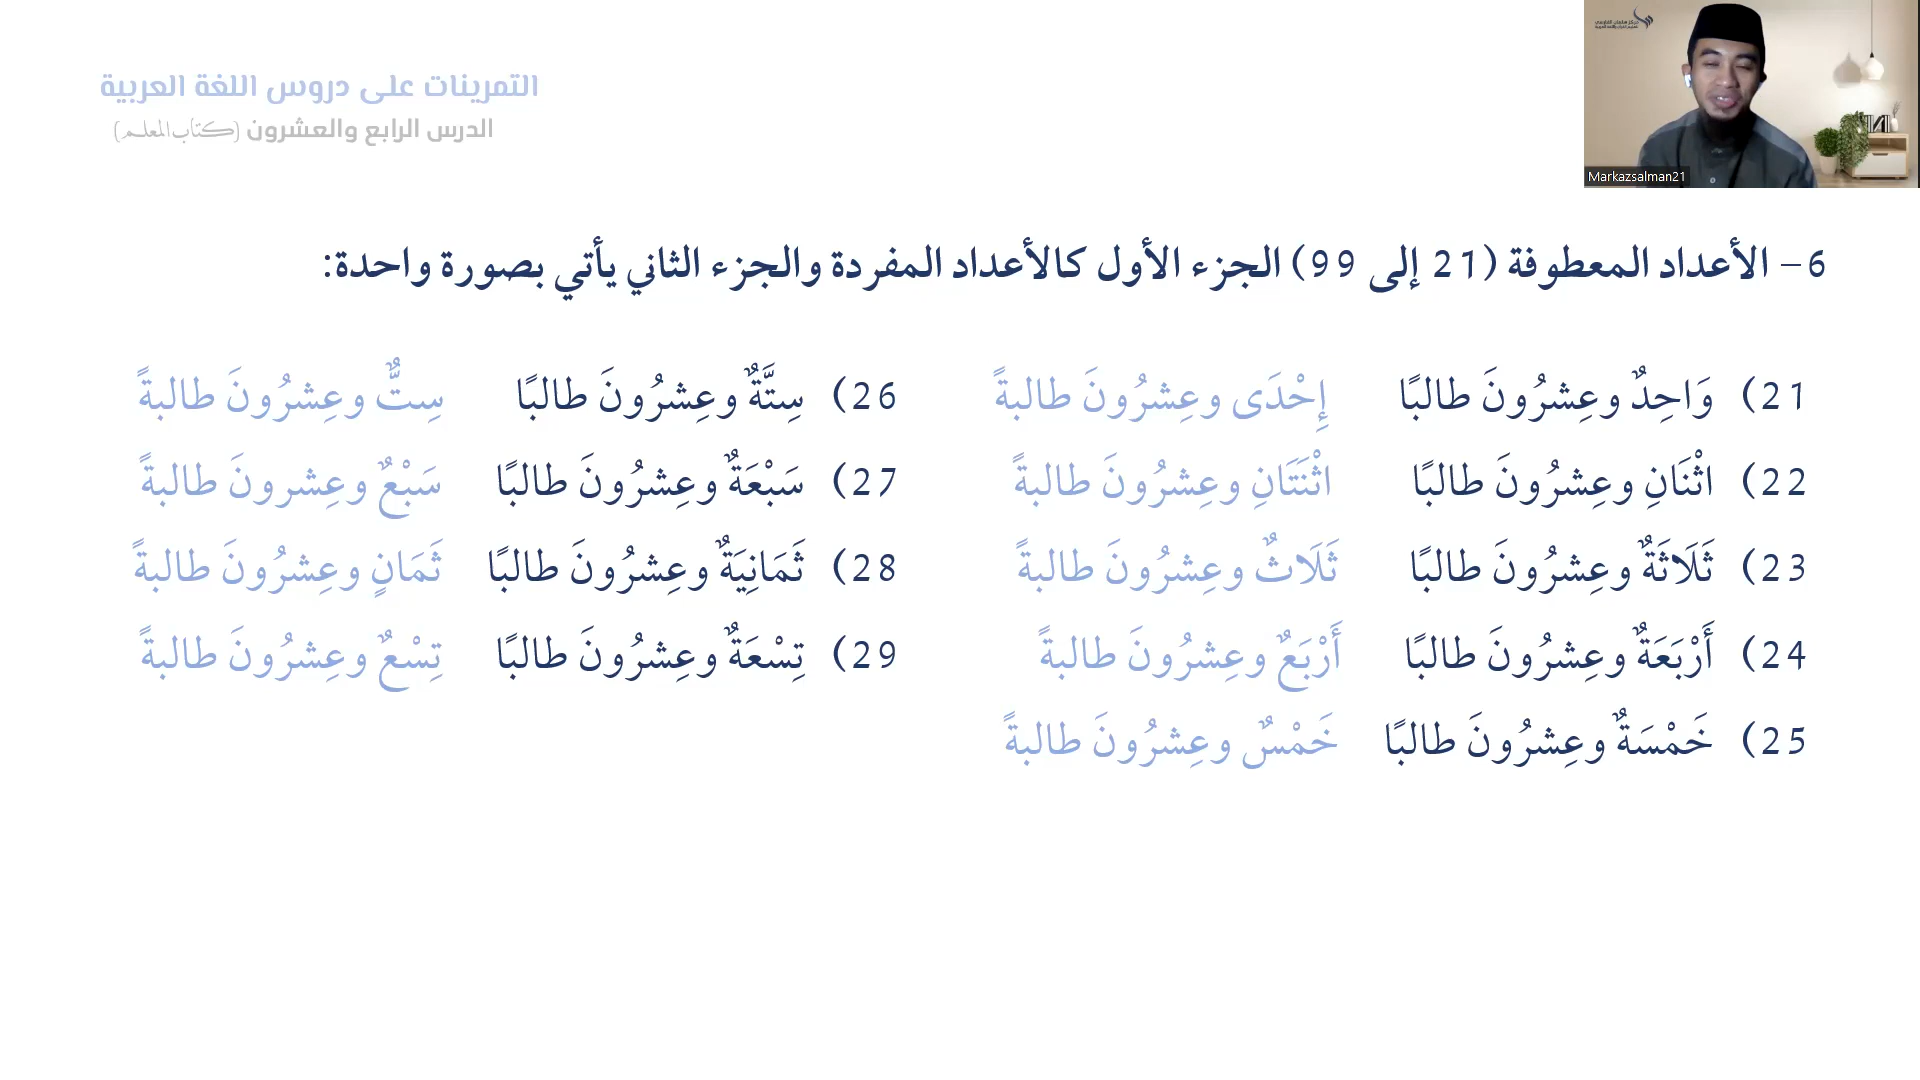 التمرينات على دروس اللغة العربية
الدرس الرابع والعشرون (كتاب المعلم)
Markazsalman21
6- الأعداد المعطوفة (21 إلى 99) الجزء الأول كالأعداد المفردة والجزء الثاني يأتي بصورة واحدة:
21) وَاحِدٌ وعِشرُونَ طالبًا إِحْدَى وعِشرُونَ طالبةً
22) اثْنَانِ وعِشرُونَ طالبًا اثْنَتَانِ وعِشرُونَ طالبةً
23) ثَلَاثَةٌ وعِشرُونَ طالبًا ثَلَاثٌ وعِشرُونَ طالبةً
24) أَرْبَعَةٌ وعِشرُونَ طالبًا أَرْبَعٌ وعِشرُونَ طالبةً
25) خَمْسَةٌ وعِشرُونَ طالبًا خَمْسٌ وعِشرُونَ طالبةً
26) سِتَّةٌ وعِشرُونَ طالبًا سِتٌّ وعِشرُونَ طالبةً
27) سَبْعَةٌ وعِشرُونَ طالبًا سَبْعٌ وعِشرونَ طالبةً
28) ثَمَانِيَةٌ وعِشرُونَ طالبًا ثَمَانٍ وعِشرُونَ طالبةً
29) تِسْعَةٌ وعِشرُونَ طالبًا تِسْعٌ وعِشرُونَ طالبةً